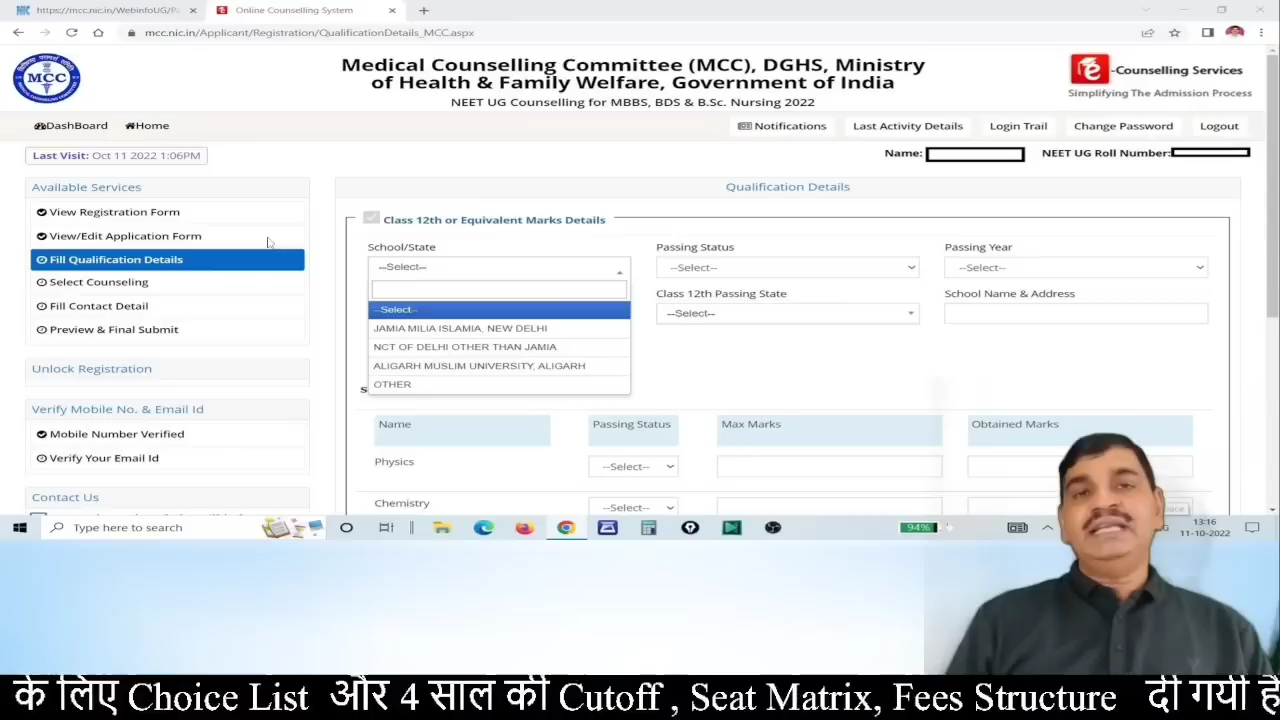 https://mcc.nic.in/WebinfoUG/Pa
Online Counselling System
mcc.nic.in/Applicant/Registration/QualificationDetails_MCC.aspx
MCC
Medical Counselling Committee (MCC), DGHS, Ministry
of Health & Family Welfare, Government of India
NEET UG Counselling for MBBS, BDS & B.Sc. Nursing 2022
e-Counselling Services
Simplifying The Admission Process
DashBoard Home Notifications Last Activity Details Login Trail Change Password Logout
Last Visit: Oct 11 2022 1:06PM
Name: NEET UG Roll Number:
Available Services
View Registration Form
View/Edit Application Form
Fill Qualification Details
Select Counseling
Fill Contact Detail
Preview & Final Submit
Unlock Registration
Verify Mobile No. & Email Id
Mobile Number Verified
Verify Your Email Id
Contact Us
Qualification Details
Class 12th or Equivalent Marks Details
School/State Passing Status Passing Year
--Select-- --Select-- --Select--
Class 12th Passing State School Name & Address
--Select--
--Select--
JAMIA MILIA ISLAMIA, NEW DELHI
NCT OF DELHI OTHER THAN JAMIA
ALIGARH MUSLIM UNIVERSITY, ALIGARH
OTHER
Name Passing Status Max Marks Obtained Marks
Physics --Select--
Chemistry --Select--
Type here to search
94%
13:16
11-10-2022
के लिए Choice List और 4 साल की Cutoff , Seat Matrix, Fees Structure दी गयी है